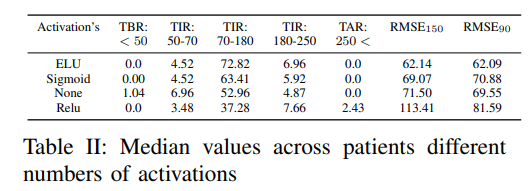 Activation's TBR: TIR: TIR: TIR: TAR: RMSE₁₅₀ RMSE₉₀
< 50 50-70 70-180 180-250 250 <
ELU 0.0 4.52 72.82 6.96 0.0 62.14 62.09
Sigmoid 0.00 4.52 63.41 5.92 0.0 69.07 70.88
None 1.04 6.96 52.96 4.87 0.0 71.50 69.55
Relu 0.0 3.48 37.28 7.66 2.43 113.41 81.59
Table II: Median values across patients different
numbers of activations